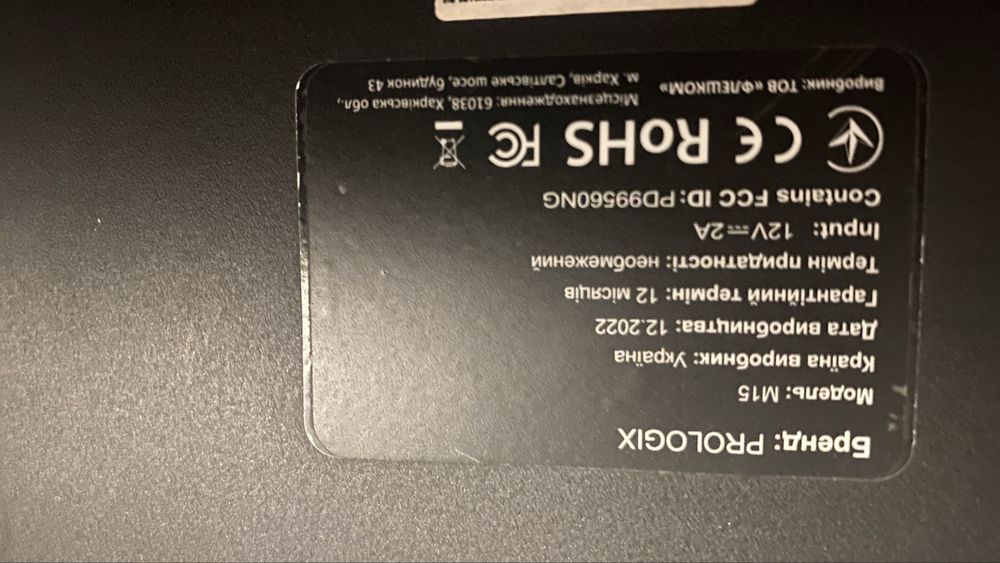 Бренд: PROLOGIX
Модель: M15
Країна виробник: Україна
Дата виробництва: 12.2022
Гарантійний термін: 12 місяців
Термін придатності: необмежений
Input: 12V⎓2A
Contains FCC ID: PD99560NG
CE RoHS FC
Місцезнаходження: 61038, Харківська обл.,
Виробник: ТОВ «ФЛЕШКОМ» м. Харків, Салтівське шосе, будинок 43